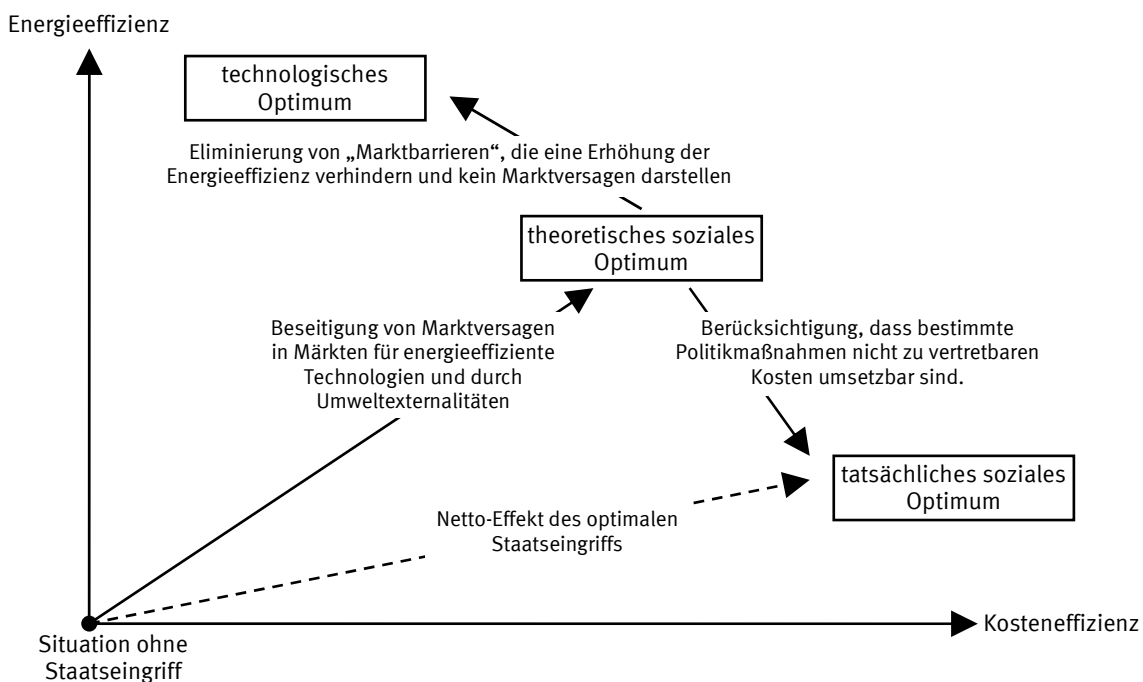 Energieeffizienz
technologisches
Optimum
Eliminierung von „Marktbarrieren“, die eine Erhöhung der
Energieeffizienz verhindern und kein Marktversagen darstellen
theoretisches soziales
Optimum
Beseitigung von Marktversagen
in Märkten für energieeffiziente
Technologien und durch
Umweltexternalitäten
Berücksichtigung, dass bestimmte
Politikmaßnahmen nicht zu vertretbaren
Kosten umsetzbar sind.
tatsächliches soziales
Optimum
Netto-Effekt des optimalen
Staatseingriffs
Kosteneffizienz
Situation ohne
Staatseingriff